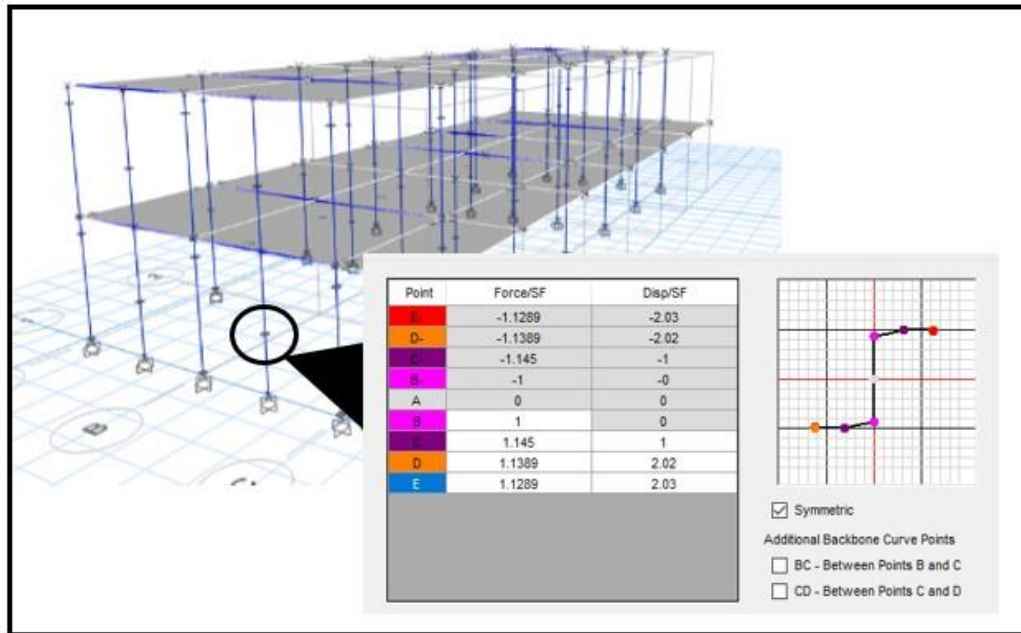 Point Force/SF Disp/SF
E- -1.1289 -2.03
D- -1.1389 -2.02
C- -1.145 -1
B- -1 -0
A 0 0
B 1 0
C 1.145 1
D 1.1389 2.02
E 1.1289 2.03
Symmetric
Additional Backbone Curve Points
BC - Between Points B and C
CD - Between Points C and D